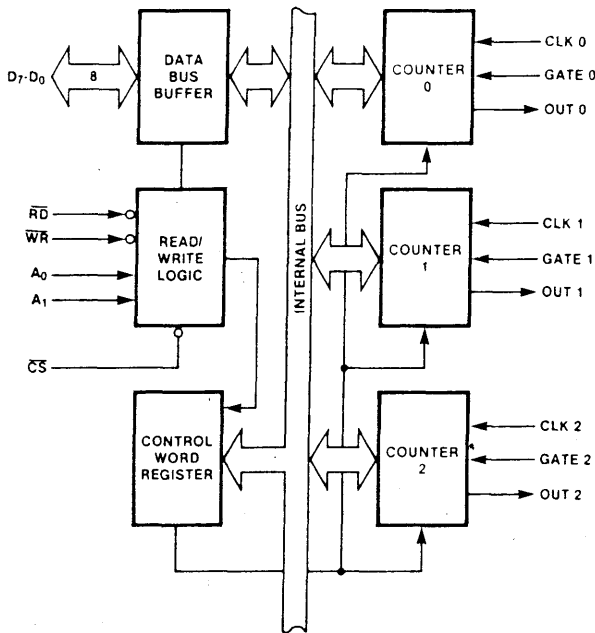 D7-D0
8
DATA
BUS
BUFFER
COUNTER
0
CLK 0
GATE 0
OUT 0
RD
WR
A0
A1
READ/
WRITE
LOGIC
CS
INTERNAL BUS
COUNTER
1
CLK 1
GATE 1
OUT 1
CONTROL
WORD
REGISTER
COUNTER
2
CLK 2
GATE 2
OUT 2